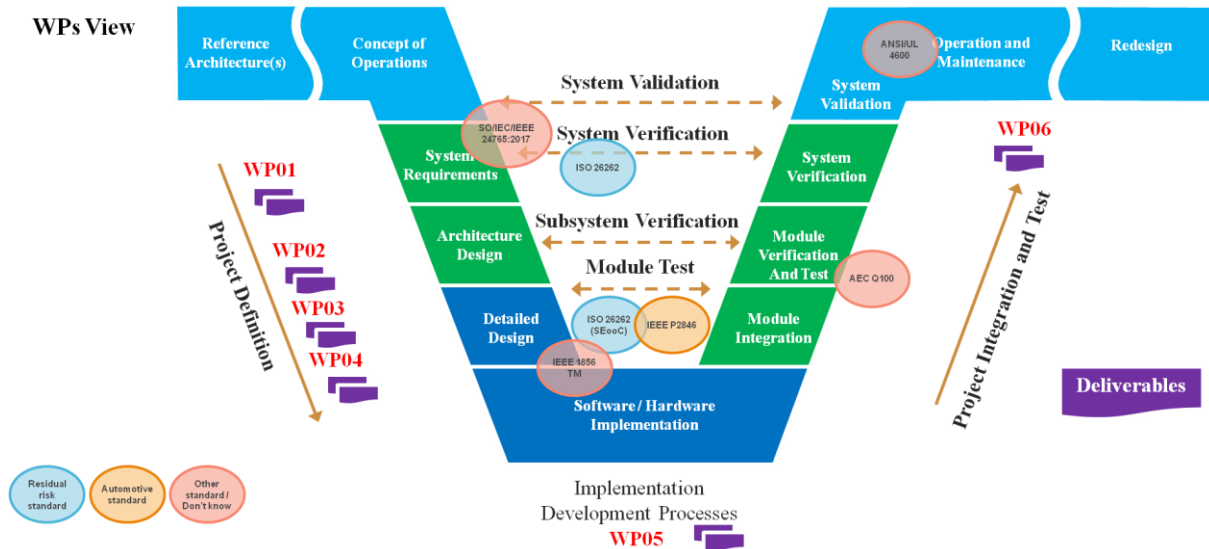 WPs View
Reference
Architecture(s)
Concept of
Operations
ANSI/UL
4600
Operation and
Maintenance
Redesign
System
Validation
System Validation
SO/IEC/IEEE
24765:2017
System Verification
ISO 26262
System
Requirements
System
Verification
WP06
WP01
Project Definition
WP02
WP03
WP04
Architecture
Design
Subsystem Verification
Module
Verification
And Test
AEC Q100
Module Test
Detailed
Design
ISO 26262
(SEooC)
IEEE P2846
Module
Integration
IEEE 1856
TM
Software / Hardware
Implementation
Project Integration and Test
Deliverables
Residual
risk
standard
Automotive
standard
Other
standard /
Don't know
Implementation
Development Processes
WP05